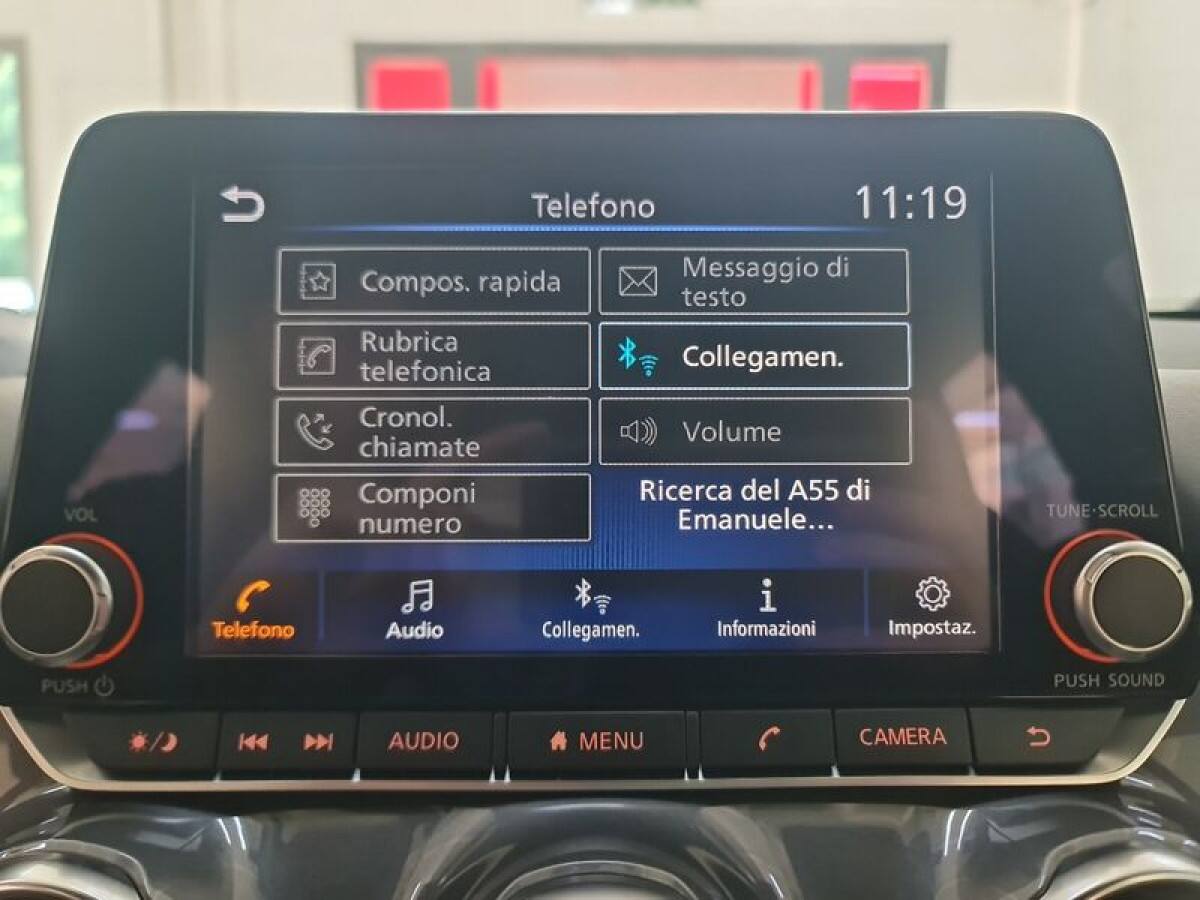 Telefono
11:19
Compos. rapida
Messaggio di
testo
Rubrica
telefonica
Collegamen.
Cronol.
chiamate
Volume
Componi
numero
Ricerca del A55 di
Emanuele...
VOL
TUNE·SCROLL
Telefono
Audio
Collegamen.
Informazioni
Impostaz.
PUSH
PUSH SOUND
AUDIO
MENU
CAMERA